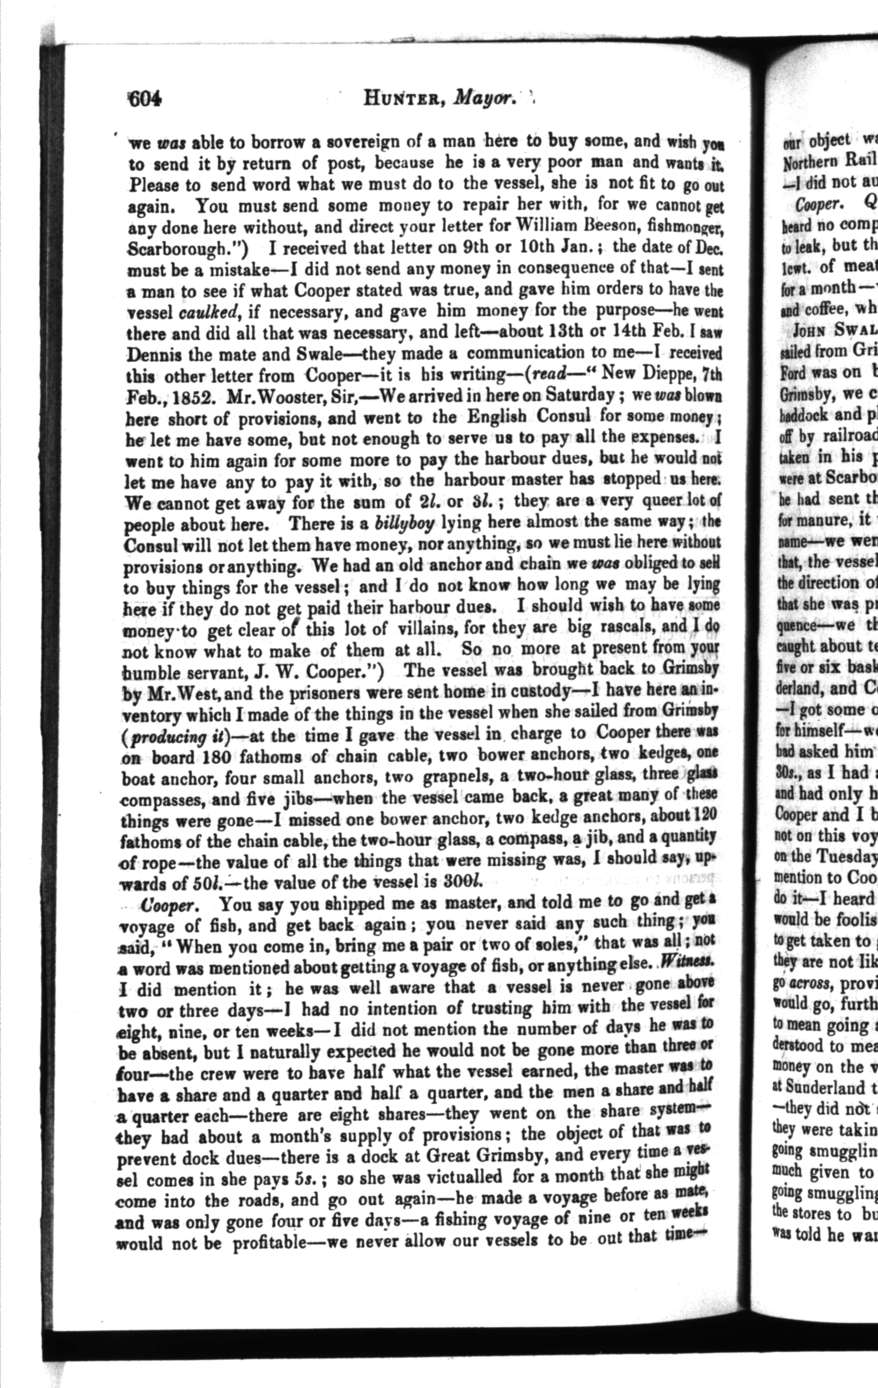 604 HUNTER, Mayor.
we was able to borrow a sovereign of a man here to buy some, and wish you
to send it by return of post, because he is a very poor man and wants it.
Please to send word what we must do to the vessel, she is not fit to go out
again. You must send some money to repair her with, for we cannot get
any done here without, and direct your letter for William Beeson, fishmonger,
Scarborough.") I received that letter on 9th or 10th Jan.; the date of Dec.
must be a mistake—I did not send any money in consequence of that—I sent
a man to see if what Cooper stated was true, and gave him orders to have the
vessel caulked, if necessary, and gave him money for the purpose—he went
there and did all that was necessary, and left—about 13th or 14th Feb. I saw
Dennis the mate and Swale—they made a communication to me—I received
this other letter from Cooper—it is his writing—(read—" New Dieppe, 7th
Feb., 1852. Mr. Wooster, Sir,—We arrived in here on Saturday; we was blown
here short of provisions, and went to the English Consul for some money;
he let me have some, but not enough to serve us to pay all the expenses. I
went to him again for some more to pay the harbour dues, but he would not
let me have any to pay it with, so the harbour master has stopped us here.
We cannot get away for the sum of 2l. or 3l.; they are a very queer lot of
people about here. There is a billyboy lying here almost the same way; the
Consul will not let them have money, nor anything, so we must lie here without
provisions or anything. We had an old anchor and chain we was obliged to sell
to buy things for the vessel; and I do not know how long we may be lying
here if they do not get paid their harbour dues. I should wish to have some
money to get clear of this lot of villains, for they are big rascals, and I do
not know what to make of them at all. So no more at present from your
humble servant, J. W. Cooper.") The vessel was brought back to Grimsby
by Mr. West, and the prisoners were sent home in custody—I have here an in-
ventory which I made of the things in the vessel when she sailed from Grimsby
(producing it)—at the time I gave the vessel in charge to Cooper there was
on board 180 fathoms of chain cable, two bower anchors, two kedges, one
boat anchor, four small anchors, two grapnels, a two-hour glass, three glass
compasses, and five jibs—when the vessel came back, a great many of these
things were gone—I missed one bower anchor, two kedge anchors, about 120
fathoms of the chain cable, the two-hour glass, a compass, a jib, and a quantity
of rope—the value of all the things that were missing was, I should say, up-
wards of 50l.—the value of the vessel is 300l.
Cooper. You say you shipped me as master, and told me to go and get a
voyage of fish, and get back again; you never said any such thing; you
said, " When you come in, bring me a pair or two of soles," that was all; not
a word was mentioned about getting a voyage of fish, or anything else. Witness.
I did mention it; he was well aware that a vessel is never gone above
two or three days—I had no intention of trusting him with the vessel for
eight, nine, or ten weeks—I did not mention the number of days he was to
be absent, but I naturally expected he would not be gone more than three or
four—the crew were to have half what the vessel earned, the master was to
have a share and a quarter and half a quarter, and the men a share and half
a quarter each—there are eight shares—they went on the share system—
they had about a month's supply of provisions; the object of that was to
prevent dock dues—there is a dock at Great Grimsby, and every time a ves-
sel comes in she pays 5s.; so she was victualled for a month that she might
come into the roads, and go out again—he made a voyage before as mate,
and was only gone four or five days—a fishing voyage of nine or ten weeks
would not be profitable—we never allow our vessels to be out that time—
our object
Northern
—I did not
Cooper.
heard no
to leak, but
1cwt. of
for a month—
and coffee,
JOHN
sailed from
Ford was on
Grimsby, we
haddock and
off by railroad
taken in his
were at
he had sent
for manure, it
name—we
that, the vessel
the direction of
that she was
quence—we
caught about
five or six
derland, and
—I got some
for himself—
had asked him
30s., as I had
and had only
Cooper and I
not on this
on the Tuesday
mention to
do it—I heard
would be
to get taken to
they are not
go across,
would go,
to mean going
derstood to
money on the
at Sunderland
—they did not
they were
going
much given to
going
the stores to
was told he